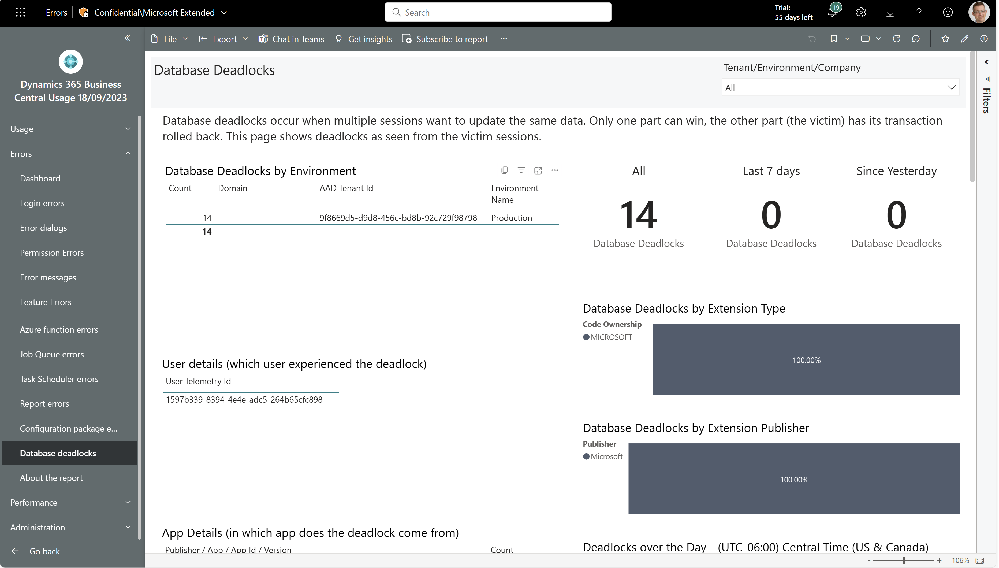 Errors
Confidential\Microsoft Extended
Search
Trial:
55 days left
19
File
Export
Chat in Teams
Get insights
Subscribe to report
Dynamics 365 Business
Central Usage 18/09/2023
Usage
Errors
Dashboard
Login errors
Error dialogs
Permission Errors
Error messages
Feature Errors
Azure function errors
Job Queue errors
Task Scheduler errors
Report errors
Configuration package e...
Database deadlocks
About the report
Performance
Administration
Go back
Database Deadlocks
Tenant/Environment/Company
All
Filters
Database deadlocks occur when multiple sessions want to update the same data. Only one part can win, the other part (the victim) has its transaction
rolled back. This page shows deadlocks as seen from the victim sessions.
Database Deadlocks by Environment
Count Domain AAD Tenant Id Environment
Name
14 9f8669d5-d9d8-456c-bd8b-92c729f98798 Production
14
All
14
Database Deadlocks
Last 7 days
0
Database Deadlocks
Since Yesterday
0
Database Deadlocks
Database Deadlocks by Extension Type
Code Ownership
MICROSOFT
100.00%
User details (which user experienced the deadlock)
User Telemetry Id
1597b339-8394-4e4e-adc5-264b65cfc898
Database Deadlocks by Extension Publisher
Publisher
Microsoft
100.00%
App Details (in which app does the deadlock come from)
Publisher / App / App Id / Version Count
Deadlocks over the Day - (UTC-06:00) Central Time (US & Canada)
- + 106%